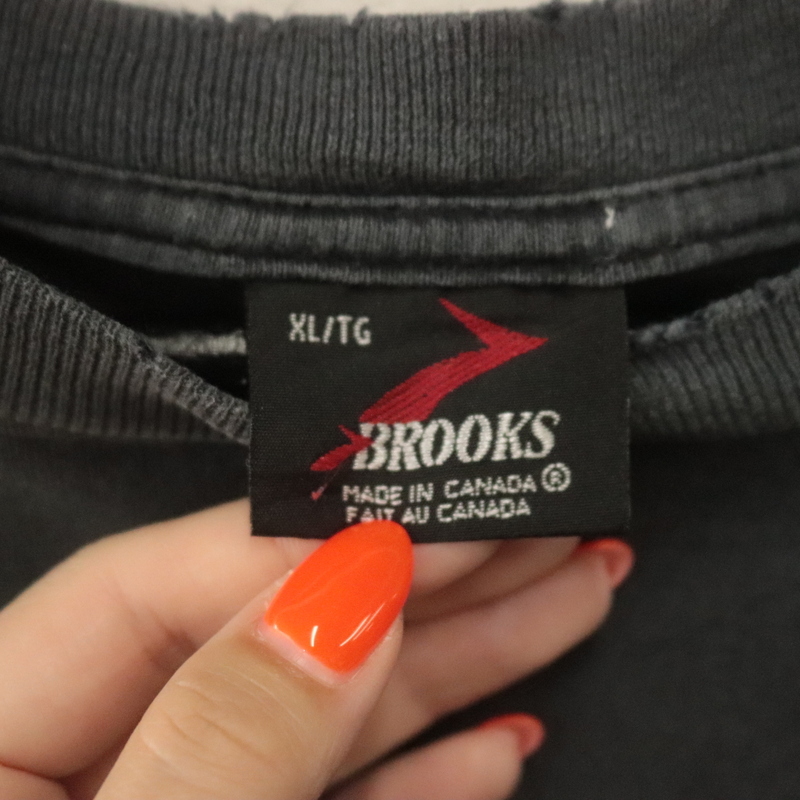 XL/TG
BROOKS
MADE IN CANADA ®
FAIT AU CANADA